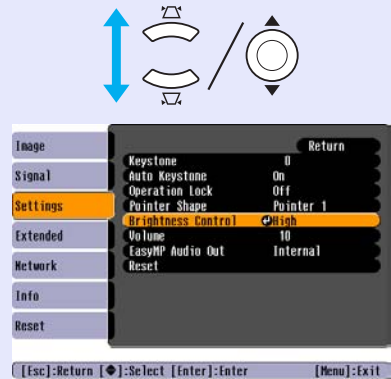 Image
Signal
Settings
Extended
Network
Info
Reset
Return
Keystone 0
Auto Keystone On
Operation Lock Off
Pointer Shape Pointer 1
Brightness Control High
Volume 10
EasyMP Audio Out Internal
Reset
[Esc]:Return [◆]:Select [Enter]:Enter [Menu]:Exit